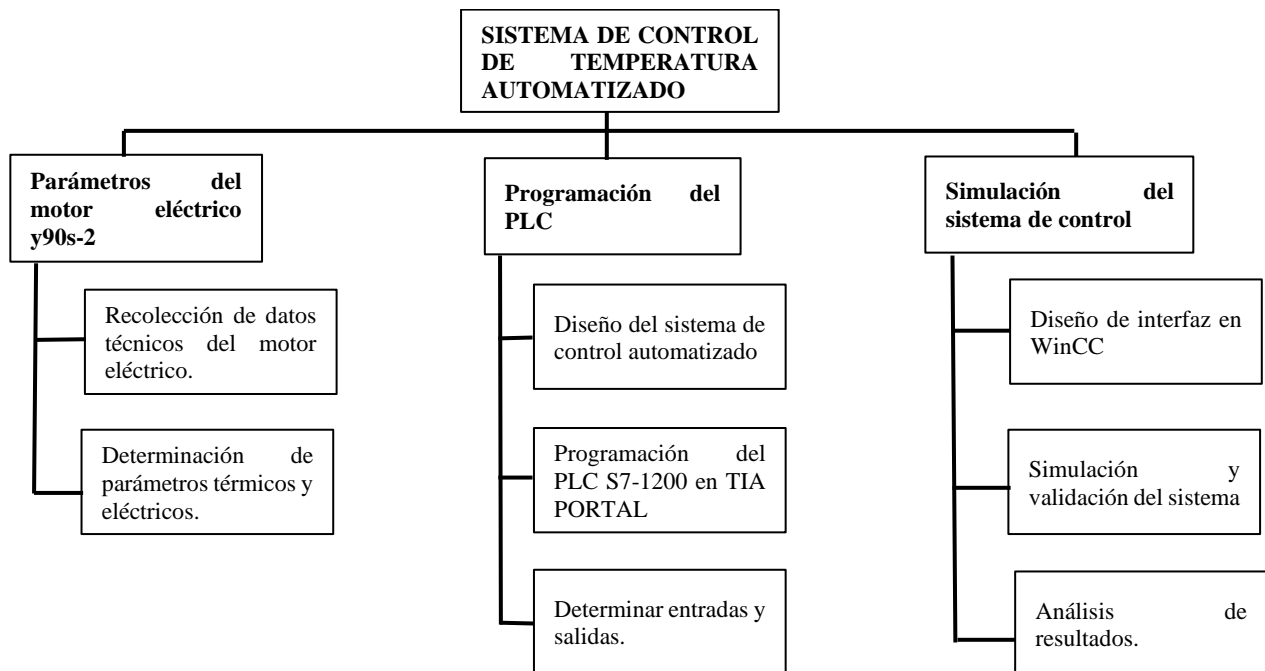 SISTEMA DE CONTROL
DE TEMPERATURA
AUTOMATIZADO
Parámetros del
motor eléctrico
y90s-2
Recolección de datos
técnicos del motor
eléctrico.
Determinación de
parámetros térmicos y
eléctricos.
Programación del
PLC
Diseño del sistema de
control automatizado
Programación del
PLC S7-1200 en TIA
PORTAL
Determinar entradas y
salidas.
Simulación del
sistema de control
Diseño de interfaz en
WinCC
Simulación y
validación del sistema
Análisis de
resultados.